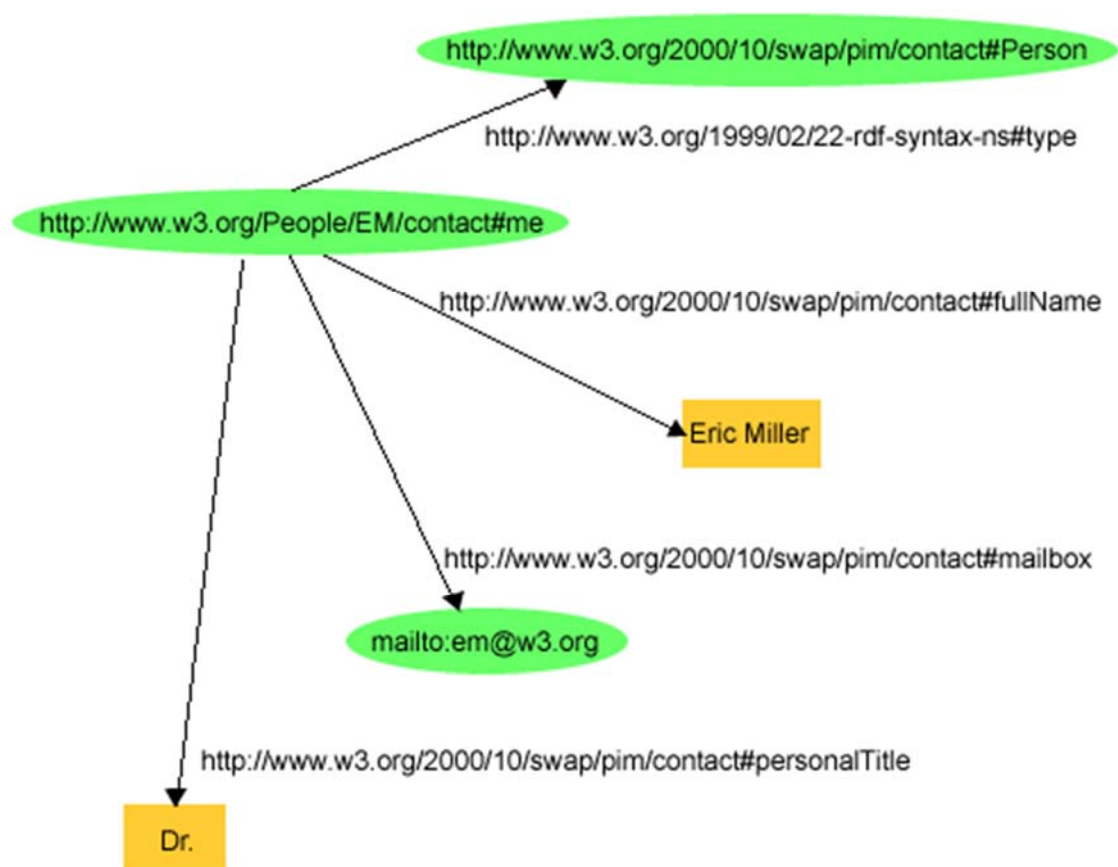 http://www.w3.org/2000/10/swap/pim/contact#Person
http://www.w3.org/1999/02/22-rdf-syntax-ns#type
http://www.w3.org/People/EM/contact#me
http://www.w3.org/2000/10/swap/pim/contact#fullName
Eric Miller
http://www.w3.org/2000/10/swap/pim/contact#mailbox
mailto:em@w3.org
http://www.w3.org/2000/10/swap/pim/contact#personalTitle
Dr.